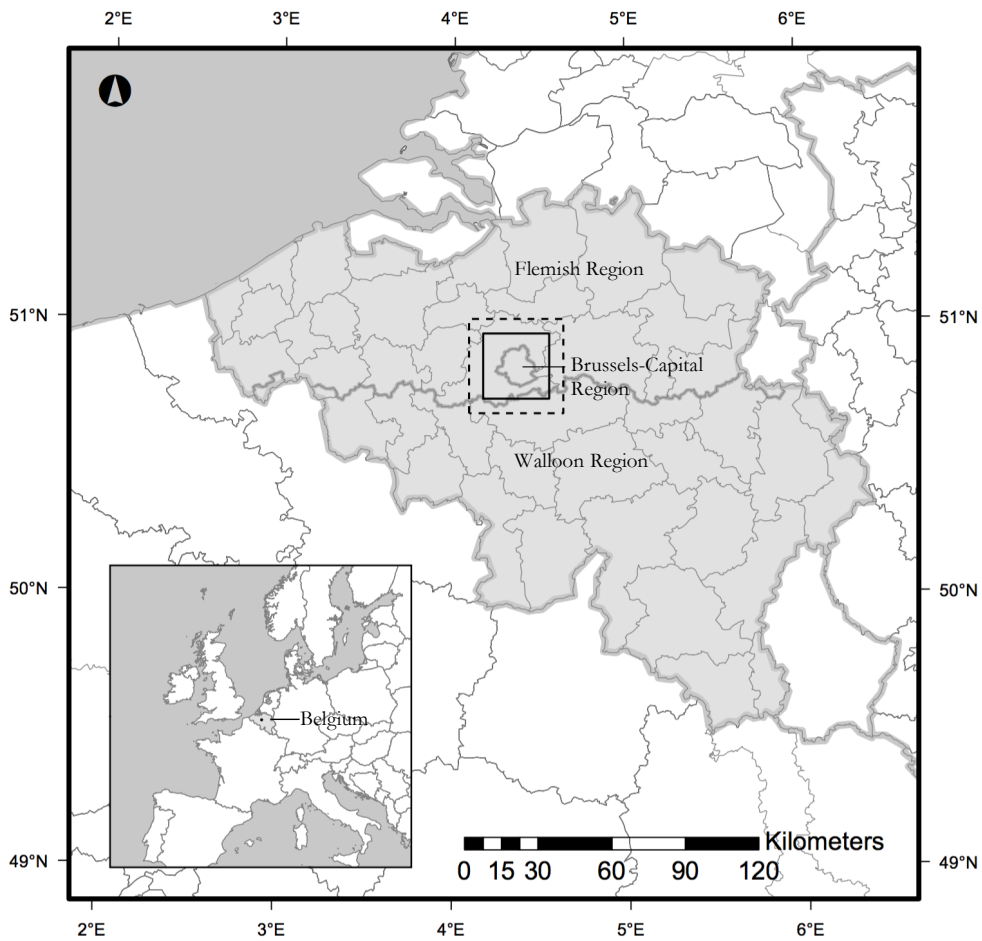 2°E 3°E 4°E 5°E 6°E
Flemish Region
51°N 51°N
Brussels-Capital
Region
Walloon Region
50°N 50°N
Belgium
Kilometers
0 15 30 60 90 120
49°N 49°N
2°E 3°E 4°E 5°E 6°E